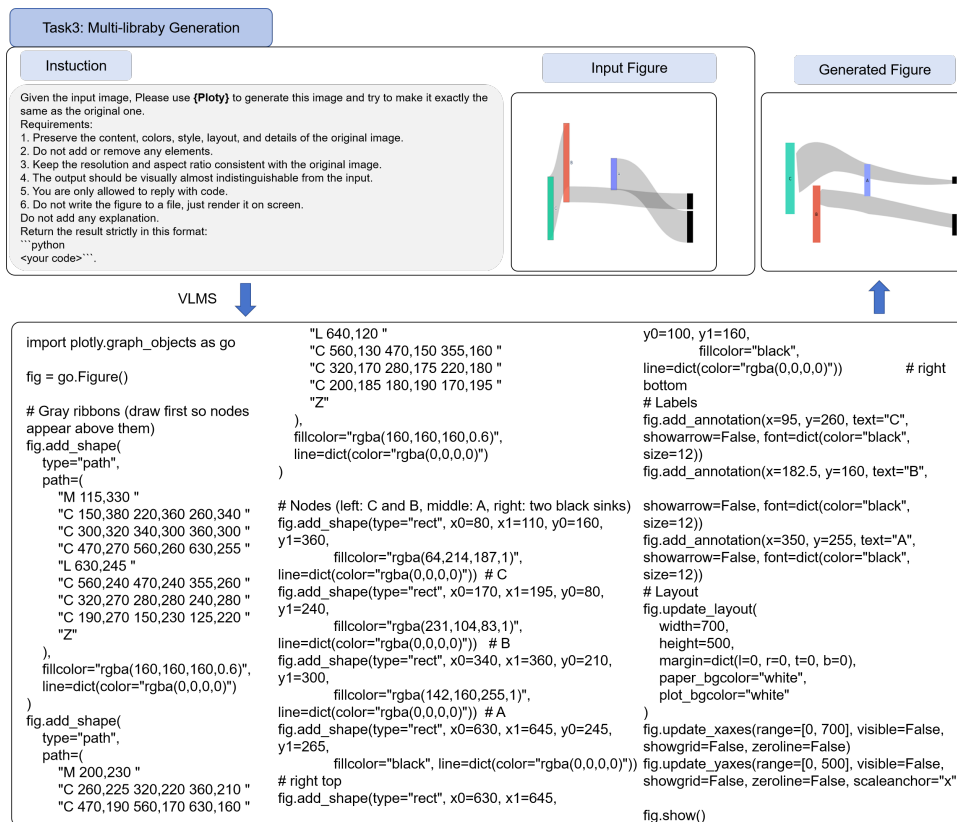 Task3: Multi-libraby Generation
Instuction
Given the input image, Please use {Ploty} to generate this image and try to make it exactly the
same as the original one.
Requirements:
1. Preserve the content, colors, style, layout, and details of the original image.
2. Do not add or remove any elements.
3. Keep the resolution and aspect ratio consistent with the original image.
4. The output should be visually almost indistinguishable from the input.
5. You are only allowed to reply with code.
6. Do not write the figure to a file, just render it on screen.
Do not add any explanation.
Return the result strictly in this format:
```python
<your code>```.
Input Figure
Generated Figure
C
B
A
VLMS
import plotly.graph_objects as go
fig = go.Figure()
# Gray ribbons (draw first so nodes
appear above them)
fig.add_shape(
type="path",
path=(
"M 115,330 "
"C 150,380 220,360 260,340 "
"C 300,320 340,300 360,300 "
"C 470,270 560,260 630,255 "
"L 630,245 "
"C 560,240 470,240 355,260 "
"C 320,270 280,280 240,280 "
"C 190,270 150,230 125,220 "
"Z"
),
fillcolor="rgba(160,160,160,0.6)",
line=dict(color="rgba(0,0,0,0)")
)
fig.add_shape(
type="path",
path=(
"M 200,230 "
"C 260,225 320,220 360,210 "
"C 470,190 560,170 630,160 "
"L 640,120 "
"C 560,130 470,150 355,160 "
"C 320,170 280,175 220,180 "
"C 200,185 180,190 170,195 "
"Z"
),
fillcolor="rgba(160,160,160,0.6)",
line=dict(color="rgba(0,0,0,0)")
)
# Nodes (left: C and B, middle: A, right: two black sinks)
fig.add_shape(type="rect", x0=80, x1=110, y0=160,
y1=360,
fillcolor="rgba(64,214,187,1)",
line=dict(color="rgba(0,0,0,0)")) # C
fig.add_shape(type="rect", x0=170, x1=195, y0=80,
y1=240,
fillcolor="rgba(231,104,83,1)",
line=dict(color="rgba(0,0,0,0)")) # B
fig.add_shape(type="rect", x0=340, x1=360, y0=210,
y1=300,
fillcolor="rgba(142,160,255,1)",
line=dict(color="rgba(0,0,0,0)")) # A
fig.add_shape(type="rect", x0=630, x1=645, y0=245,
y1=265,
fillcolor="black", line=dict(color="rgba(0,0,0,0)"))
# right top
fig.add_shape(type="rect", x0=630, x1=645,
y0=100, y1=160,
fillcolor="black",
line=dict(color="rgba(0,0,0,0)")) # right
bottom
# Labels
fig.add_annotation(x=95, y=260, text="C",
showarrow=False, font=dict(color="black",
size=12))
fig.add_annotation(x=182.5, y=160, text="B",
showarrow=False, font=dict(color="black",
size=12))
fig.add_annotation(x=350, y=255, text="A",
showarrow=False, font=dict(color="black",
size=12))
# Layout
fig.update_layout(
width=700,
height=500,
margin=dict(l=0, r=0, t=0, b=0),
paper_bgcolor="white",
plot_bgcolor="white"
)
fig.update_xaxes(range=[0, 700], visible=False,
showgrid=False, zeroline=False)
fig.update_yaxes(range=[0, 500], visible=False,
showgrid=False, zeroline=False, scaleanchor="x")
fig.show()